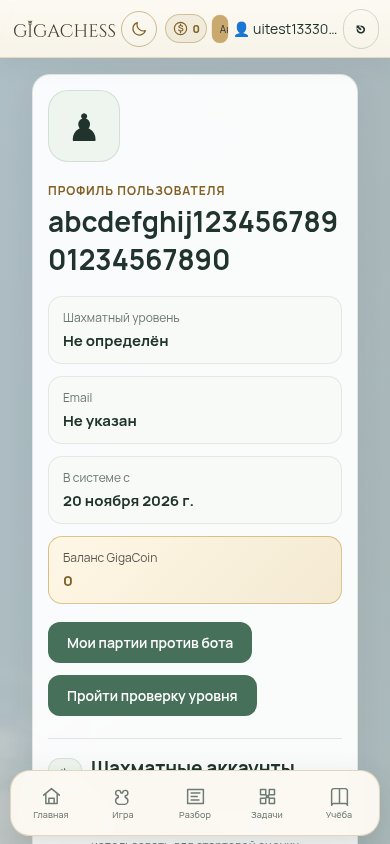 GIGACHESS
0
uitest13330...
ПРОФИЛЬ ПОЛЬЗОВАТЕЛЯ
abcdefghij123456789
01234567890
Шахматный уровень
Не определён
Email
Не указан
В системе с
20 ноября 2026 г.
Баланс GigaCoin
0
Мои партии против бота
Пройти проверку уровня
Шахматные аккаунты
Главная
Игра
Разбор
Задачи
Учёба